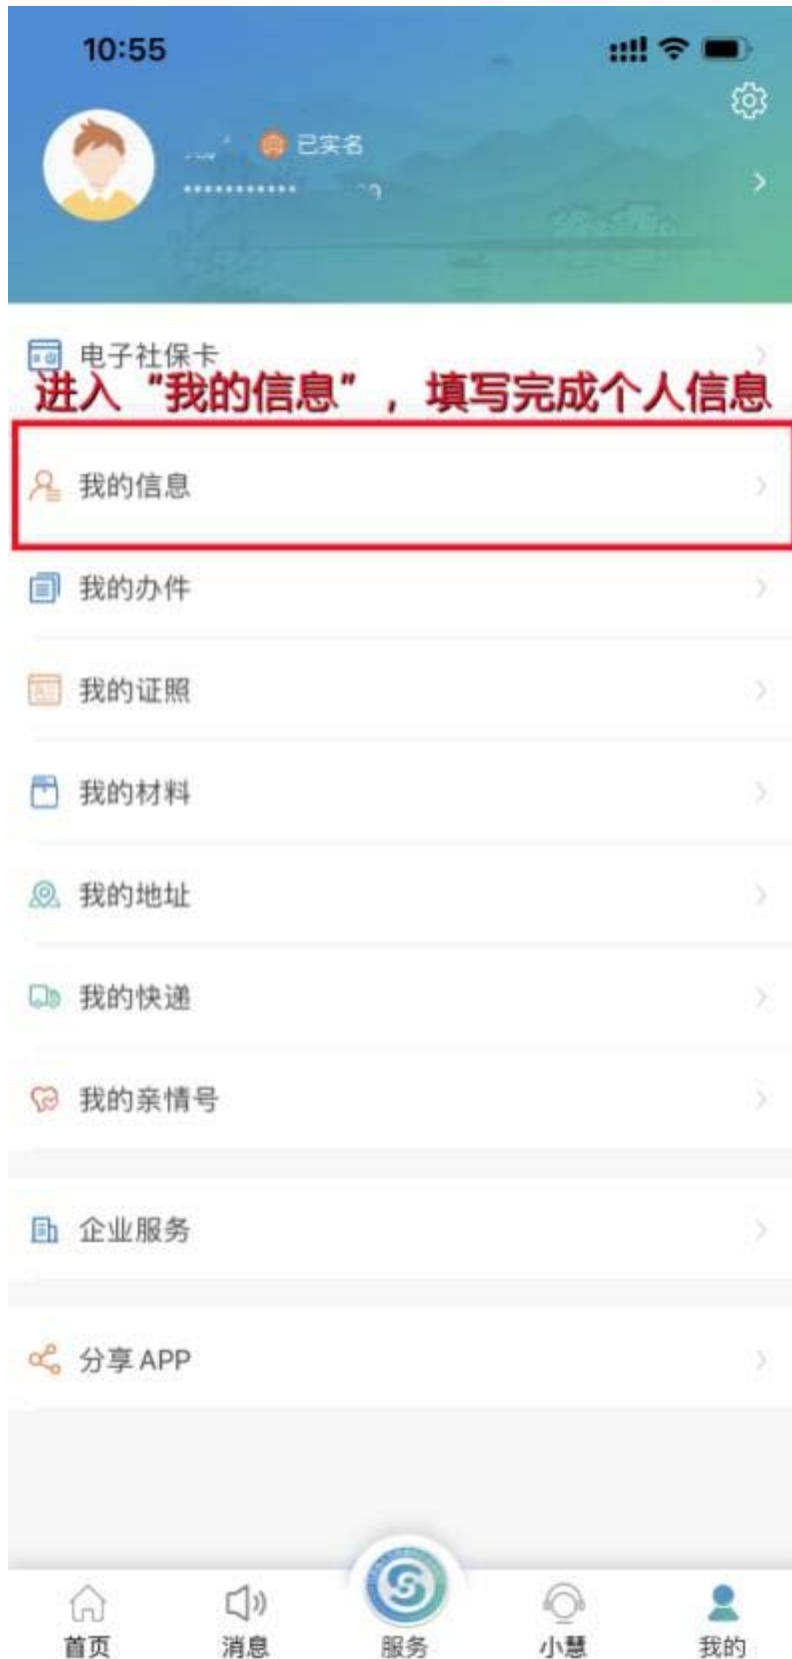 10:55
已实名
***********
电子社保卡
进入“我的信息”，填写完成个人信息
我的信息
我的办件
我的证照
我的材料
我的地址
我的快递
我的亲情号
企业服务
分享APP
首页
消息
服务
小慧
我的